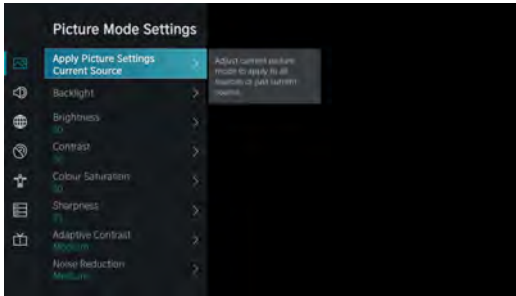 Picture Mode Settings
Apply Picture Settings
Current Source
Adjust current picture
mode to apply to all
sources or just current
source.
Backlight
Brightness
50
Contrast
Colour Saturation
50
Sharpness
Adaptive Contrast
Medium
Noise Reduction
Medium